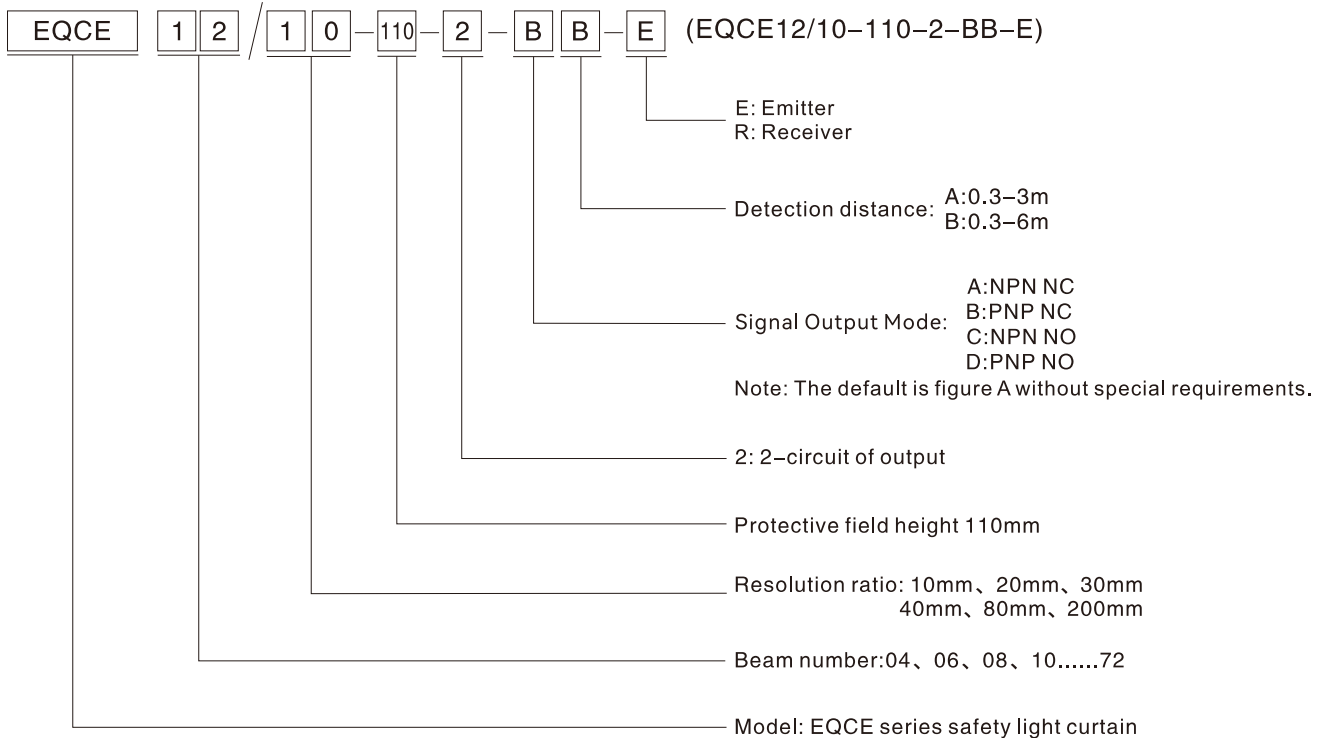 EQCE 1 2 / 1 0 – 110 – 2 – B B – E (EQCE12/10–110–2–BB–E)
E: Emitter
R: Receiver
Detection distance: A:0.3–3m
B:0.3–6m
Signal Output Mode: A:NPN NC
B:PNP NC
C:NPN NO
D:PNP NO
Note: The default is figure A without special requirements.
2: 2–circuit of output
Protective field height 110mm
Resolution ratio: 10mm、20mm、30mm
40mm、80mm、200mm
Beam number:04、06、08、10......72
Model: EQCE series safety light curtain